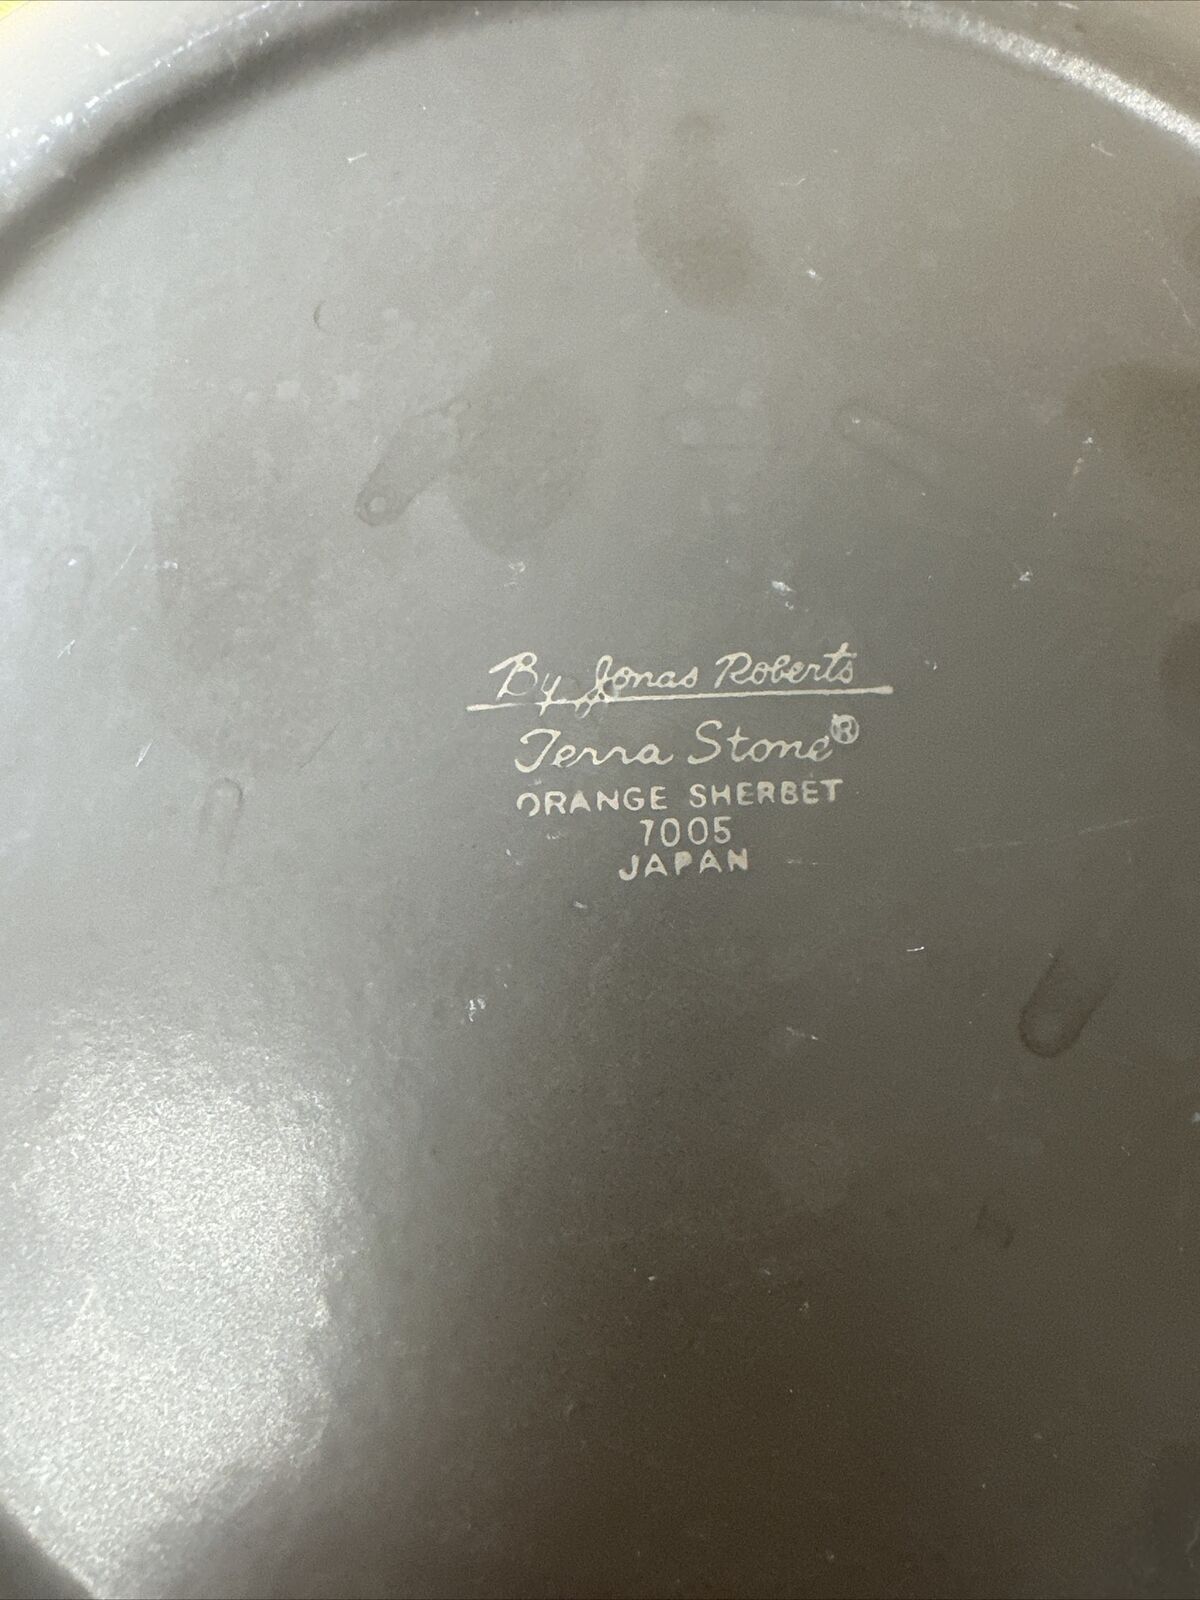 By Jonas Roberts
Terra Stone®
ORANGE SHERBET
7005
JAPAN